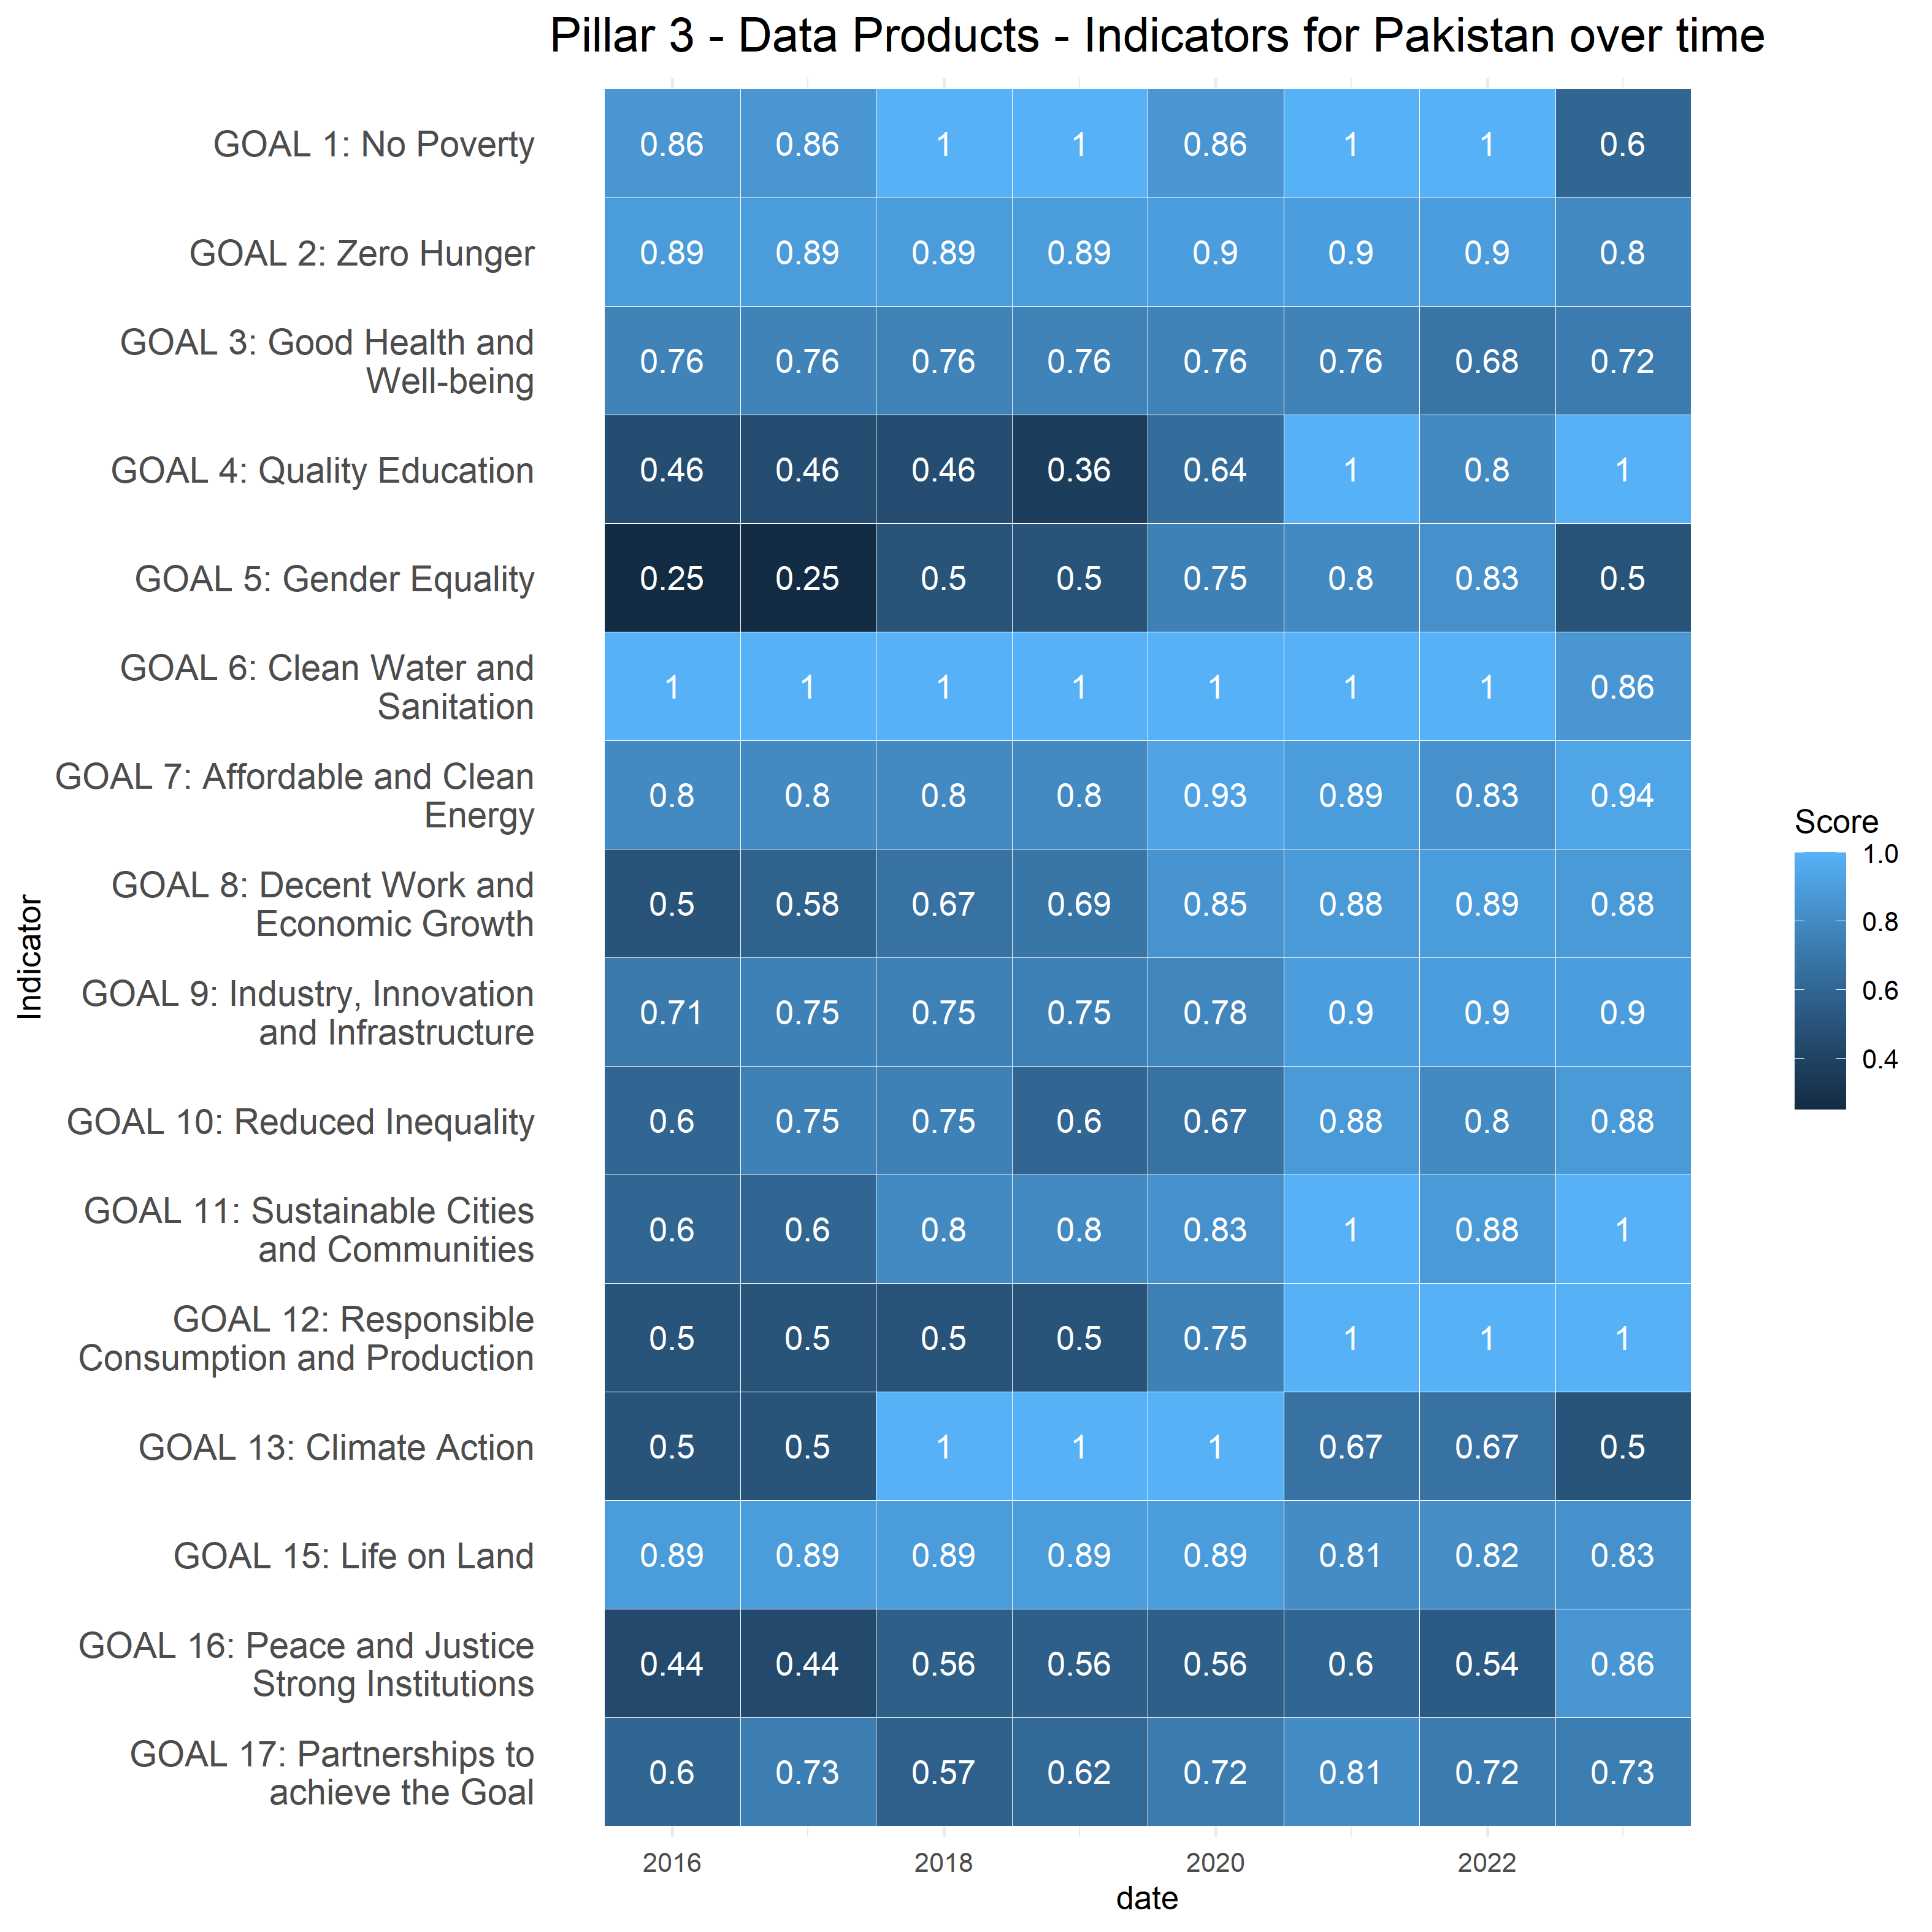 Pillar 3 - Data Products - Indicators for Pakistan over time
GOAL 1: No Poverty
0.86 0.86 1 1 0.86 1 1 0.6
GOAL 2: Zero Hunger
0.89 0.89 0.89 0.89 0.9 0.9 0.9 0.8
GOAL 3: Good Health and
Well-being
0.76 0.76 0.76 0.76 0.76 0.76 0.68 0.72
GOAL 4: Quality Education
0.46 0.46 0.46 0.36 0.64 1 0.8 1
GOAL 5: Gender Equality
0.25 0.25 0.5 0.5 0.75 0.8 0.83 0.5
GOAL 6: Clean Water and
Sanitation
1 1 1 1 1 1 1 0.86
GOAL 7: Affordable and Clean
Energy
0.8 0.8 0.8 0.8 0.93 0.89 0.83 0.94
GOAL 8: Decent Work and
Economic Growth
0.5 0.58 0.67 0.69 0.85 0.88 0.89 0.88
GOAL 9: Industry, Innovation
and Infrastructure
0.71 0.75 0.75 0.75 0.78 0.9 0.9 0.9
GOAL 10: Reduced Inequality
0.6 0.75 0.75 0.6 0.67 0.88 0.8 0.88
GOAL 11: Sustainable Cities
and Communities
0.6 0.6 0.8 0.8 0.83 1 0.88 1
GOAL 12: Responsible
Consumption and Production
0.5 0.5 0.5 0.5 0.75 1 1 1
GOAL 13: Climate Action
0.5 0.5 1 1 1 0.67 0.67 0.5
GOAL 15: Life on Land
0.89 0.89 0.89 0.89 0.89 0.81 0.82 0.83
GOAL 16: Peace and Justice
Strong Institutions
0.44 0.44 0.56 0.56 0.56 0.6 0.54 0.86
GOAL 17: Partnerships to
achieve the Goal
0.6 0.73 0.57 0.62 0.72 0.81 0.72 0.73
2016 2018 2020 2022
date
Indicator
Score
1.0
0.8
0.6
0.4